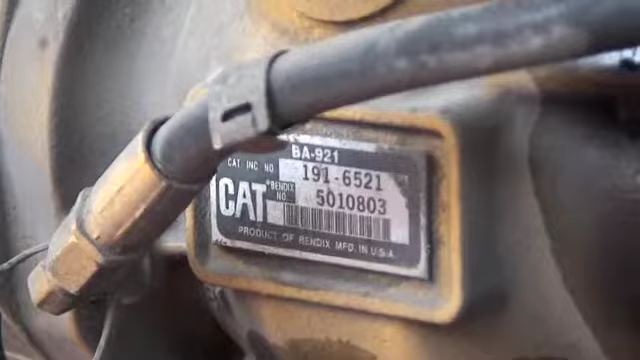 BA-921
CAT INC NO 191-6521
CAT® BENDIX NO. 5010803
PRODUCT OF BENDIX MFG. IN U.S.A.